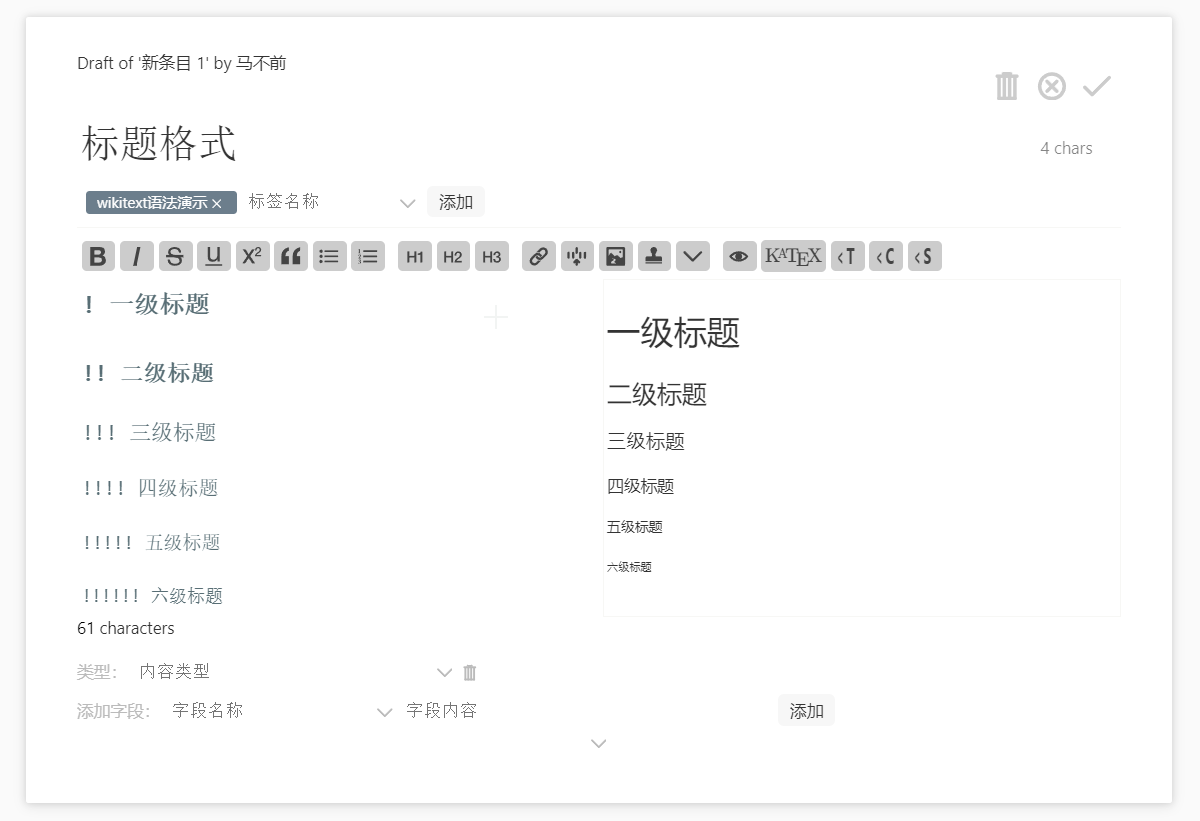 Draft of '新条目 1' by 马不前
标题格式
4 chars
wikitext语法演示 × 标签名称 添加
B I S U X² H1 H2 H3 KATEX ‹T ‹C ‹S
! 一级标题
!! 二级标题
!!! 三级标题
!!!! 四级标题
!!!!! 五级标题
!!!!!! 六级标题
61 characters
一级标题
二级标题
三级标题
四级标题
五级标题
六级标题
类型: 内容类型
添加字段: 字段名称 字段内容 添加